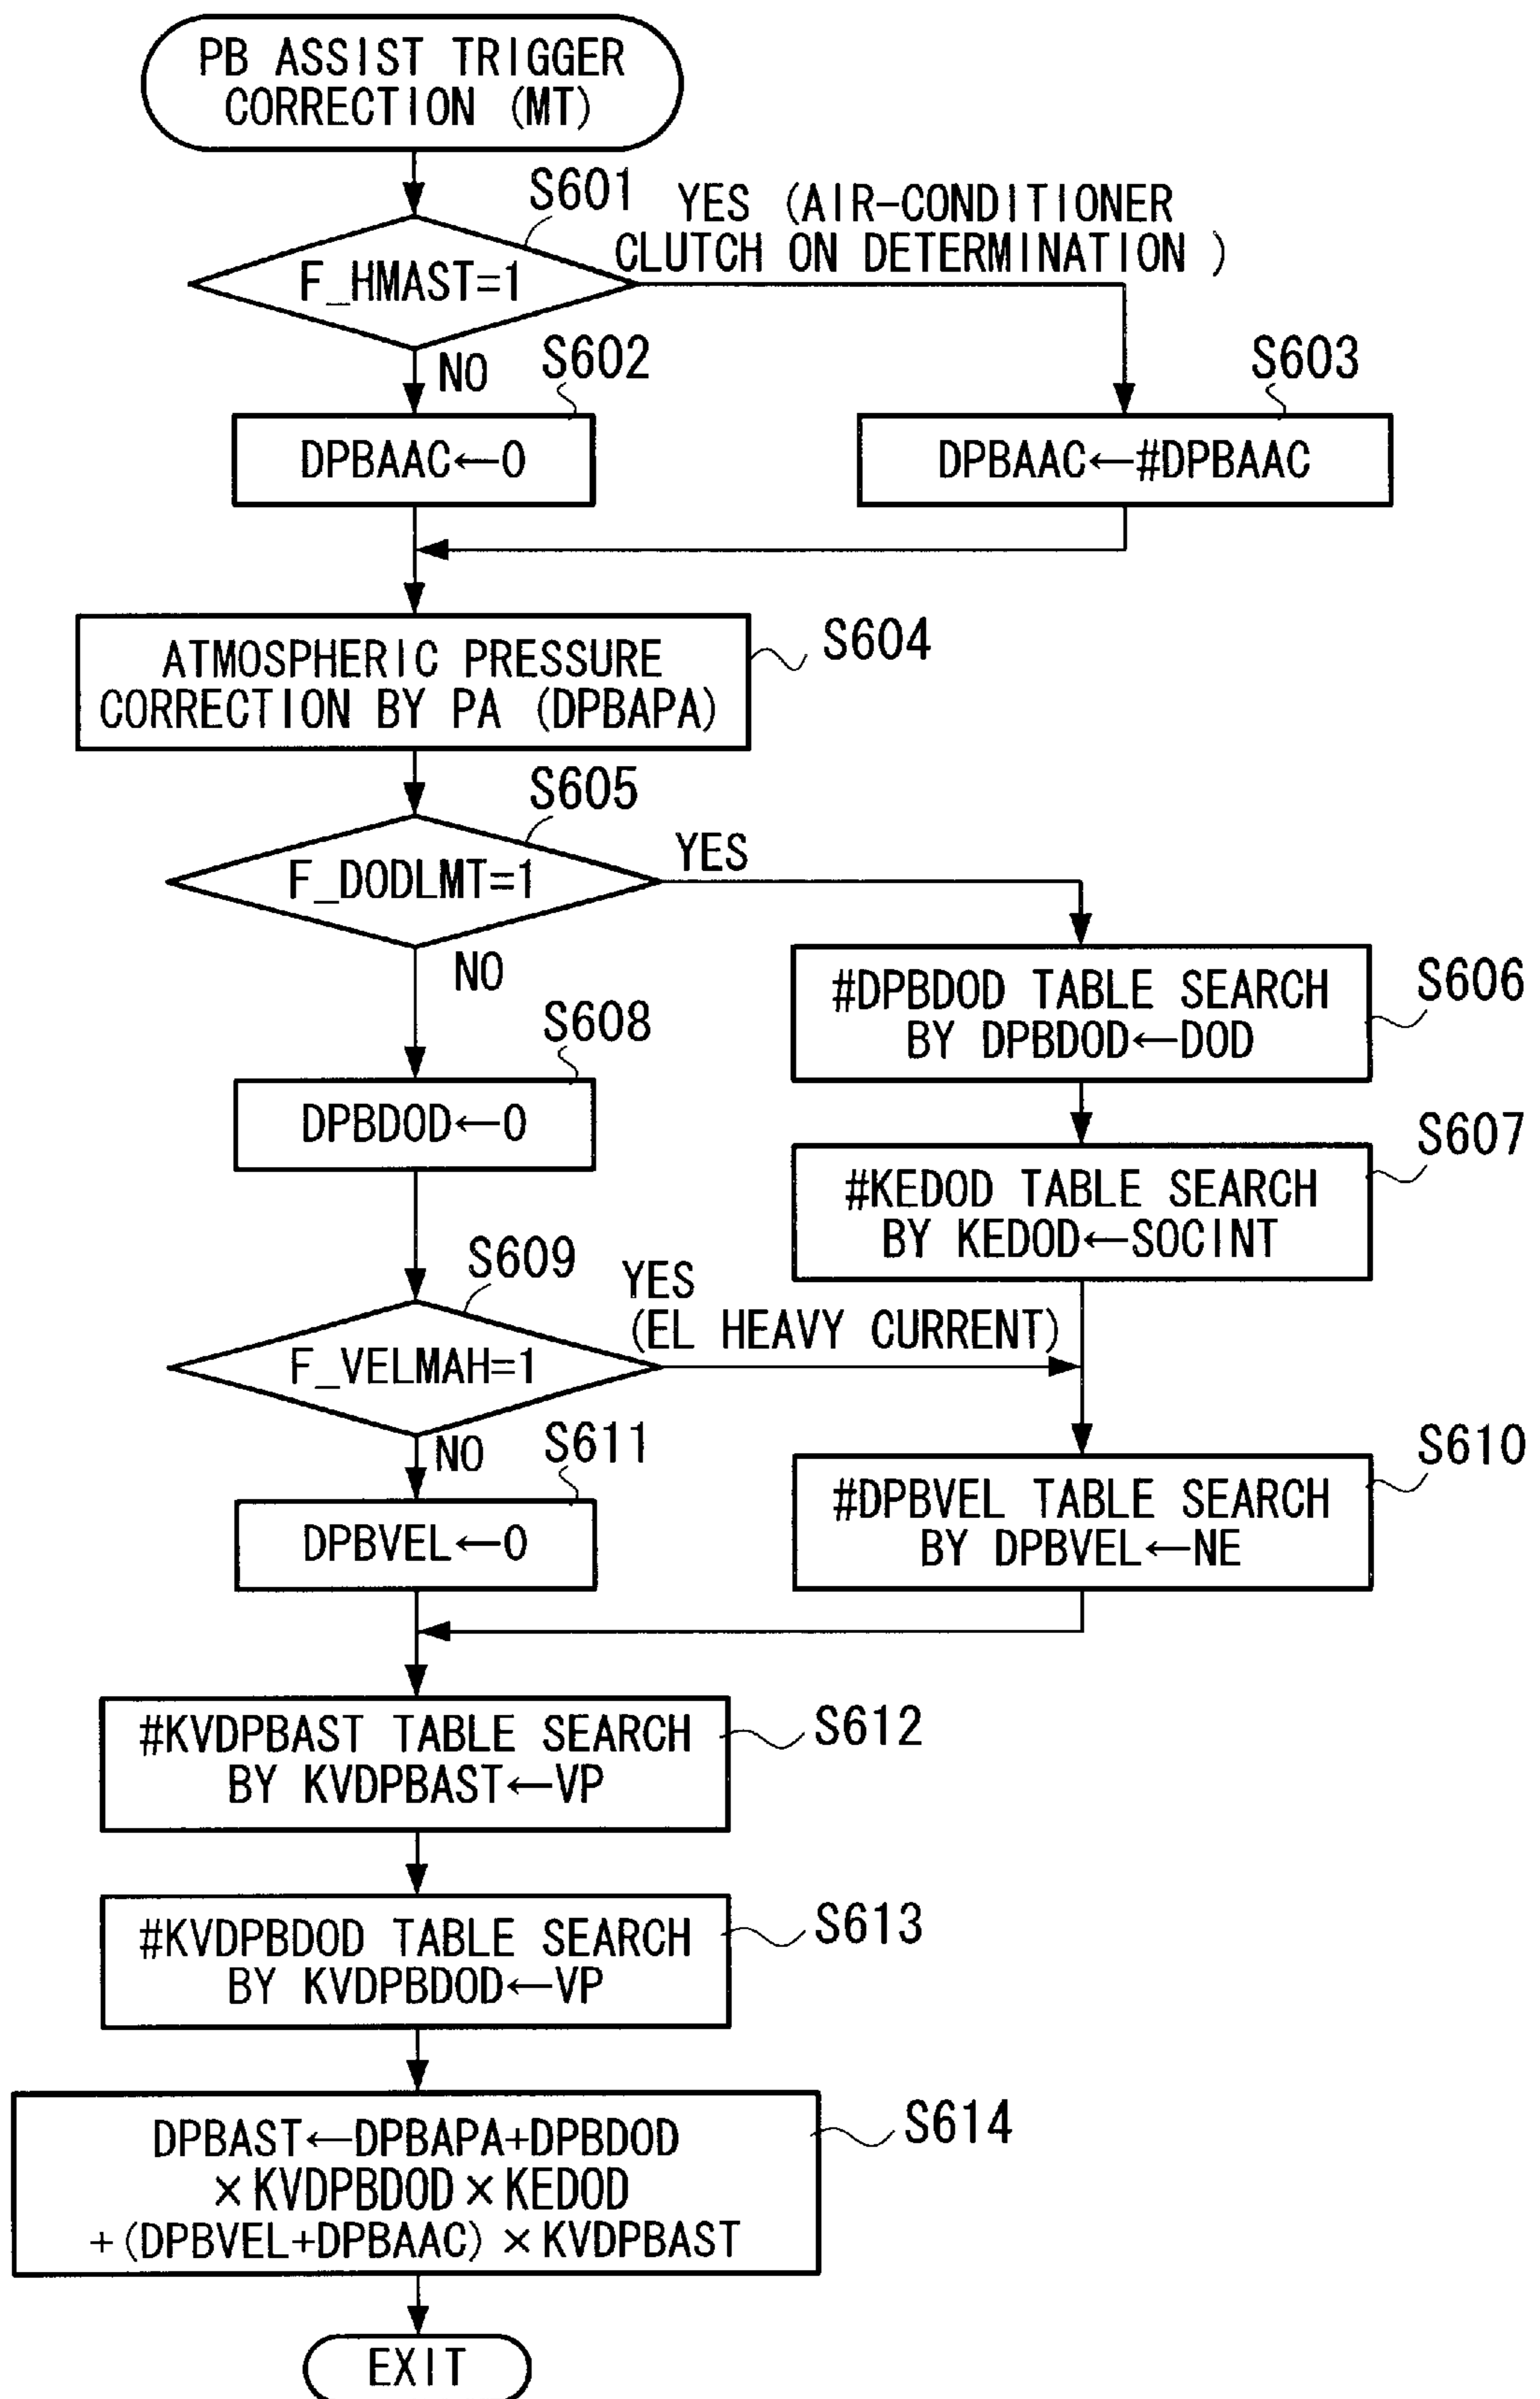 PB ASSIST TRIGGER
CORRECTION (MT)
S601
YES (AIR-CONDITIONER
CLUTCH ON DETERMINATION )
F_HMAST=1
NO
S602
S603
DPBAAC←0
DPBAAC←#DPBAAC
ATMOSPHERIC PRESSURE
CORRECTION BY PA (DPBAPA)
S604
S605
YES
F_DODLMT=1
NO
#DPBDOD TABLE SEARCH
BY DPBDOD←DOD
S606
S608
DPBDOD←0
#KEDOD TABLE SEARCH
BY KEDOD←SOCINT
S607
S609
YES
(EL HEAVY CURRENT)
F_VELMAH=1
NO
S611
DPBVEL←0
#DPBVEL TABLE SEARCH
BY DPBVEL←NE
S610
#KVDPBAST TABLE SEARCH
BY KVDPBAST←VP
S612
#KVDPBDOD TABLE SEARCH
BY KVDPBDOD←VP
S613
DPBAST←DPBAPA+DPBDOD
×KVDPBDOD×KEDOD
+(DPBVEL+DPBAAC)×KVDPBAST
S614
EXIT